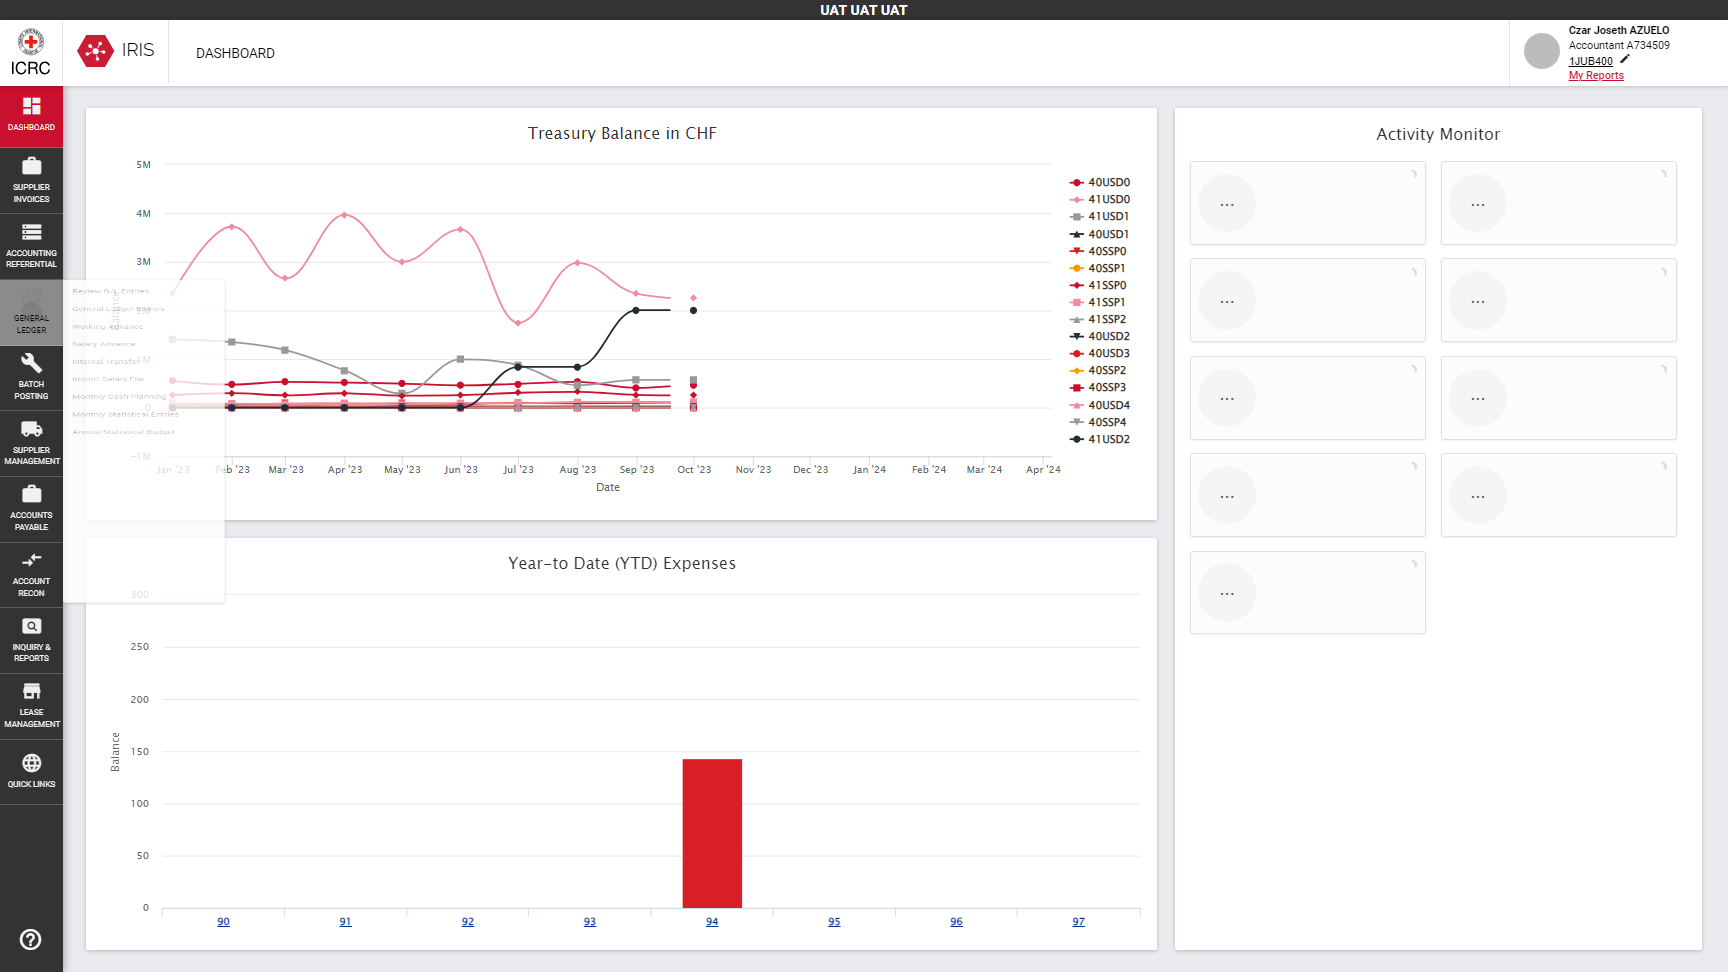 UAT UAT UAT
ICRC
IRIS
DASHBOARD
Czar Joseth AZUELO
Accountant A734509
1JUB400
My Reports
DASHBOARD
SUPPLIER
INVOICES
ACCOUNTING
REFERENTIAL
GENERAL
LEDGER
BATCH
POSTING
SUPPLIER
MANAGEMENT
ACCOUNTS
PAYABLE
ACCOUNT
RECON
INQUIRY &
REPORTS
LEASE
MANAGEMENT
QUICK LINKS
Review G/L Entries
General Ledger Entries
Working Advance
Salary Advance
Internal Transfer
Import Salary File
Monthly Cash Planning
Monthly Statistical Entries
Annual Statistical Budget
Treasury Balance in CHF
5M
4M
3M
1M
0
-1M
Balance
Jan '23
Feb '23
Mar '23
Apr '23
May '23
Jun '23
Jul '23
Aug '23
Sep '23
Oct '23
Nov '23
Dec '23
Jan '24
Feb '24
Mar '24
Apr '24
Date
40USD0
41USD0
41USD1
40USD1
40SSP0
40SSP1
41SSP0
41SSP1
41SSP2
40USD2
40USD3
40SSP2
40SSP3
40USD4
40SSP4
41USD2
Year-to Date (YTD) Expenses
300
250
200
150
100
50
0
Balance
90
91
92
93
94
95
96
97
Activity Monitor
...
...
...
...
...
...
...
...
...